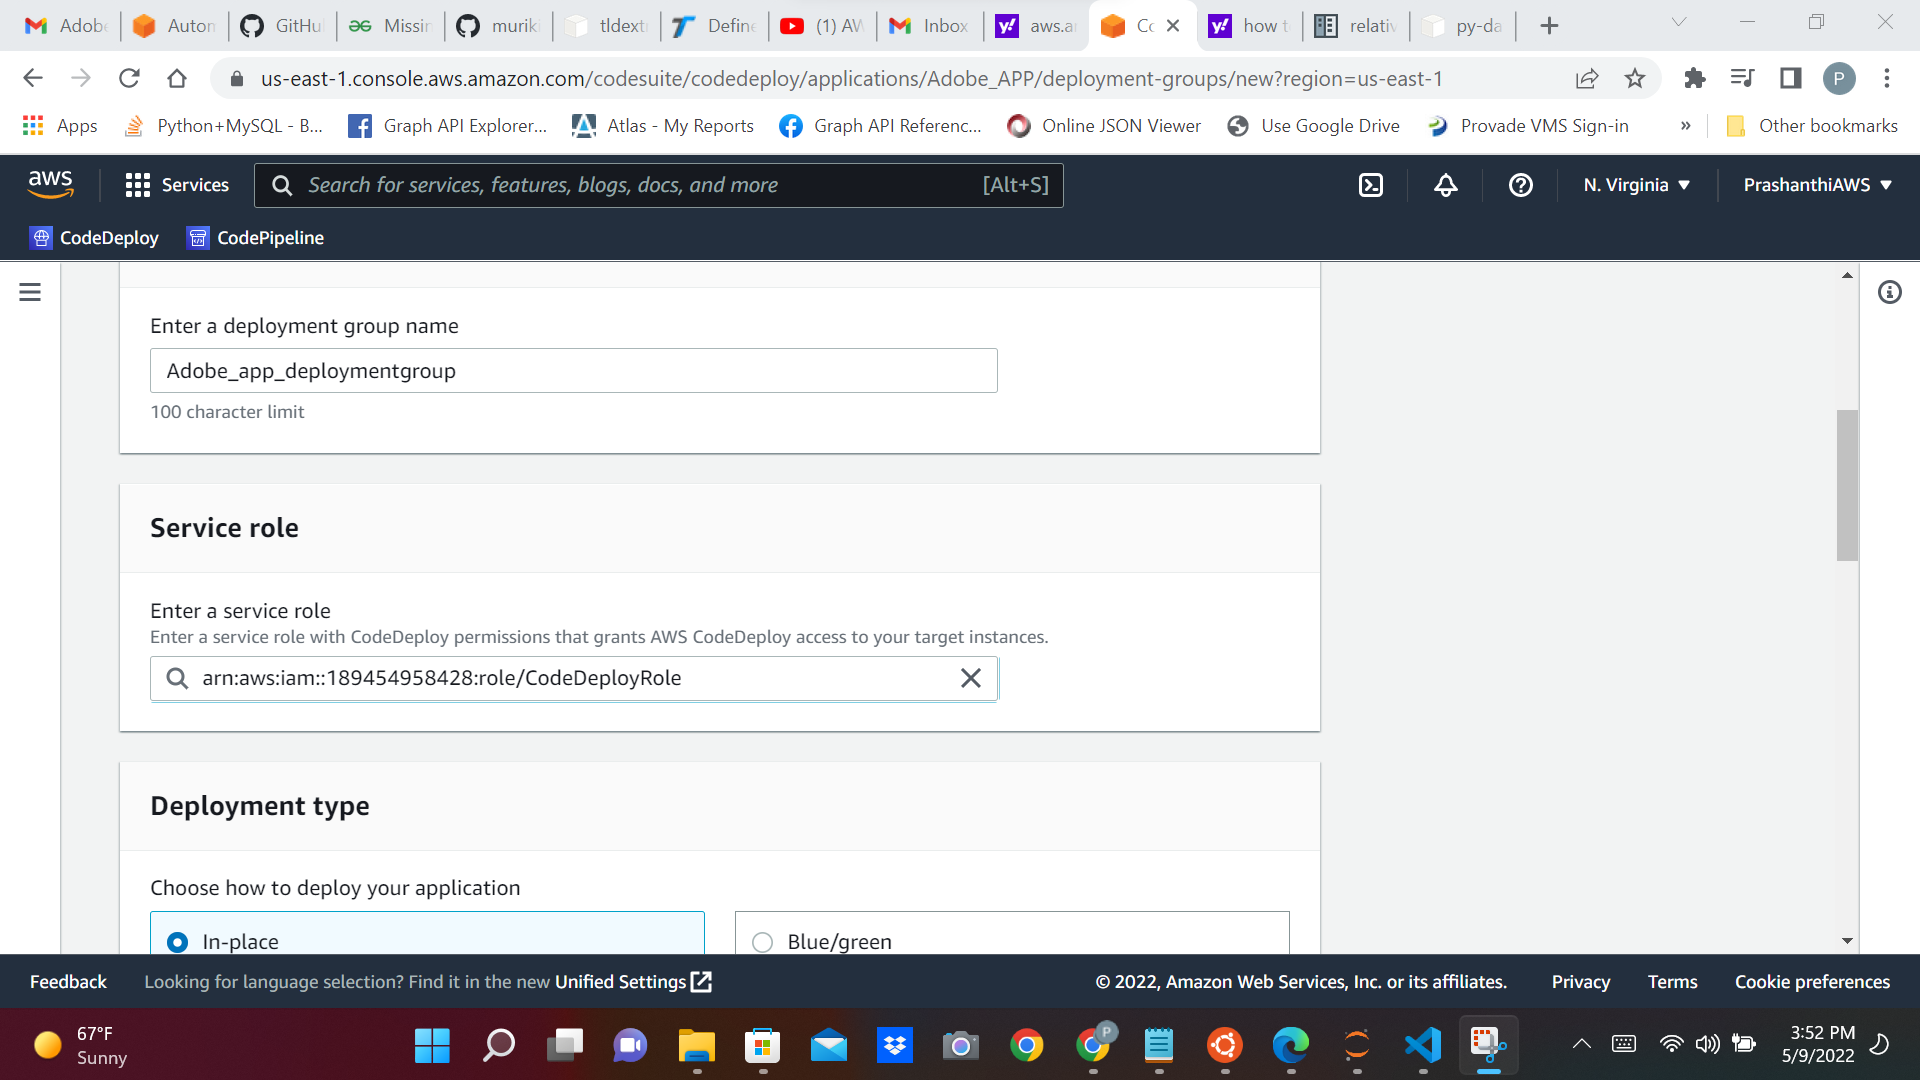 Adobe
Autom
GitHu
Missin
muriki
tldext
Define
(1) AW
Inbox
aws.a
Co
how t
relativ
py-da
us-east-1.console.aws.amazon.com/codesuite/codedeploy/applications/Adobe_APP/deployment-groups/new?region=us-east-1
P
Apps
Python+MySQL - B...
Graph API Explorer...
Atlas - My Reports
Graph API Referenc...
Online JSON Viewer
Use Google Drive
Provade VMS Sign-in
»
Other bookmarks
aws
Services
Search for services, features, blogs, docs, and more
[Alt+S]
N. Virginia
PrashanthiAWS
CodeDeploy
CodePipeline
Enter a deployment group name
Adobe_app_deploymentgroup
100 character limit
Service role
Enter a service role
Enter a service role with CodeDeploy permissions that grants AWS CodeDeploy access to your target instances.
arn:aws:iam::189454958428:role/CodeDeployRole
Deployment type
Choose how to deploy your application
In-place
Blue/green
Feedback
Looking for language selection? Find it in the new Unified Settings
© 2022, Amazon Web Services, Inc. or its affiliates.
Privacy
Terms
Cookie preferences
67°F
Sunny
P
3:52 PM
5/9/2022